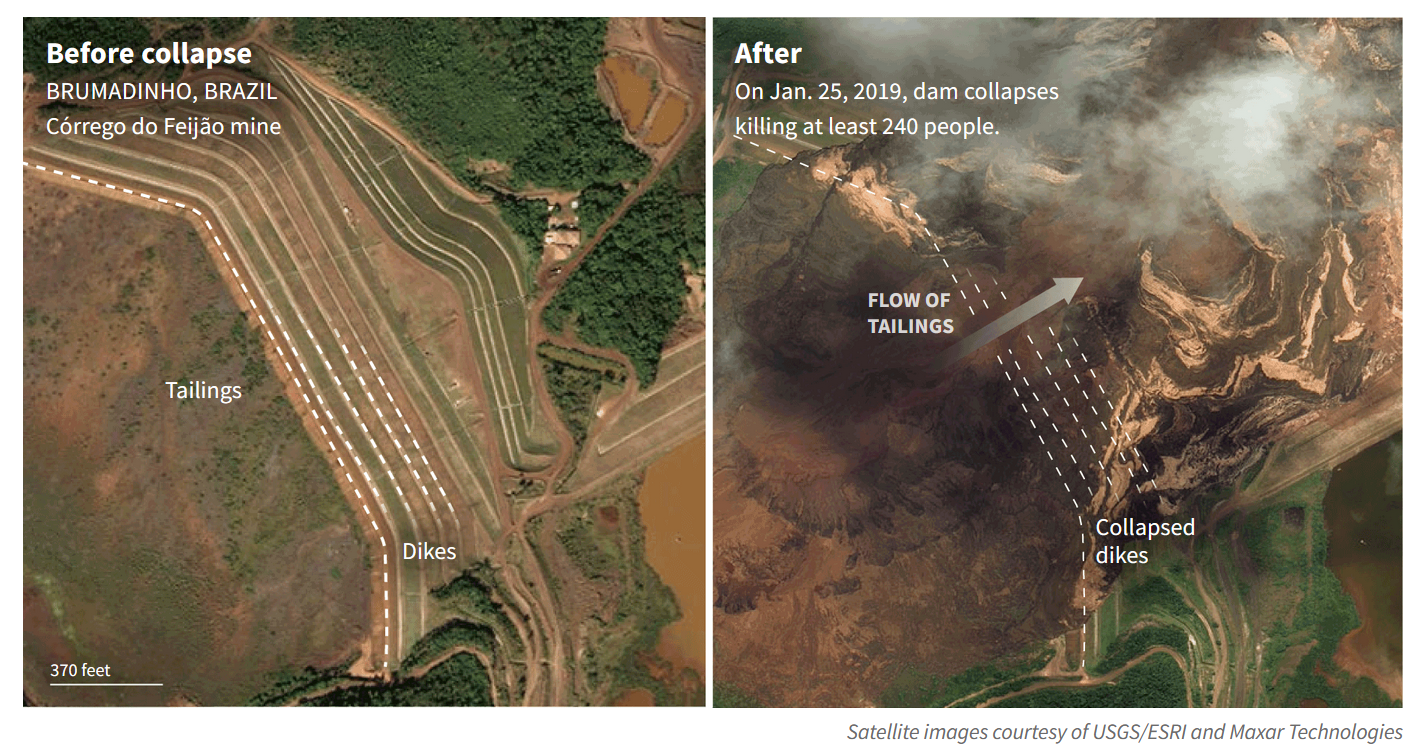 Before collapse
BRUMADINHO, BRAZIL
Córrego do Feijão mine
Tailings
Dikes
370 feet
After
On Jan. 25, 2019, dam collapses
killing at least 240 people.
FLOW OF
TAILINGS
Collapsed
dikes
Satellite images courtesy of USGS/ESRI and Maxar Technologies